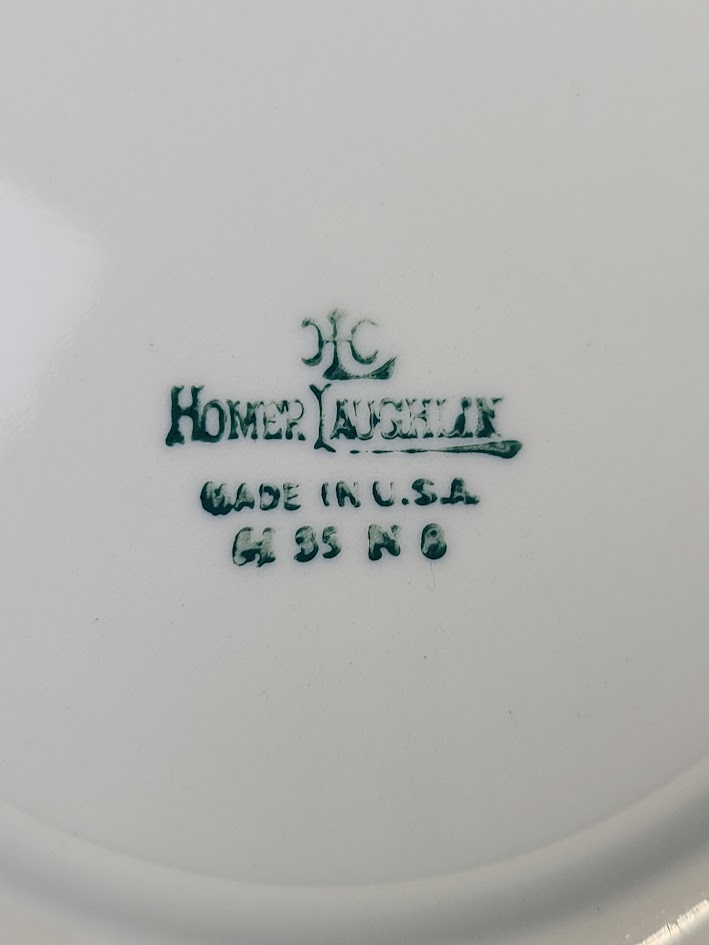 HLC
HOMER LAUGHLIN
MADE IN U.S.A.
H 35 N 8